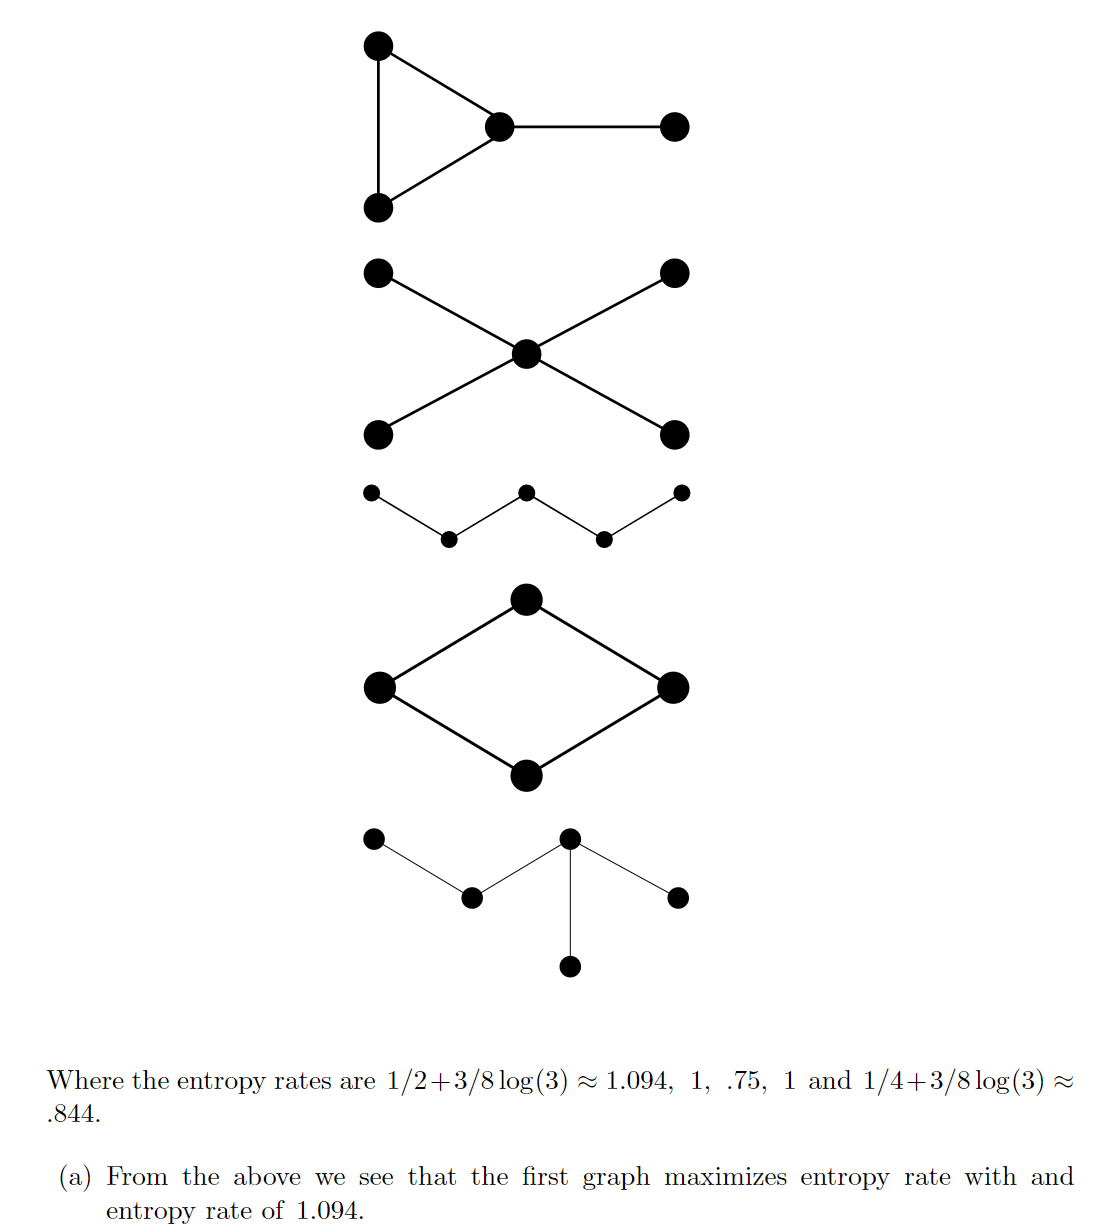 Where the entropy rates are 1/2+3/8 log(3) ≈ 1.094, 1, .75, 1 and 1/4+3/8 log(3) ≈
.844.
(a) From the above we see that the first graph maximizes entropy rate with and
entropy rate of 1.094.